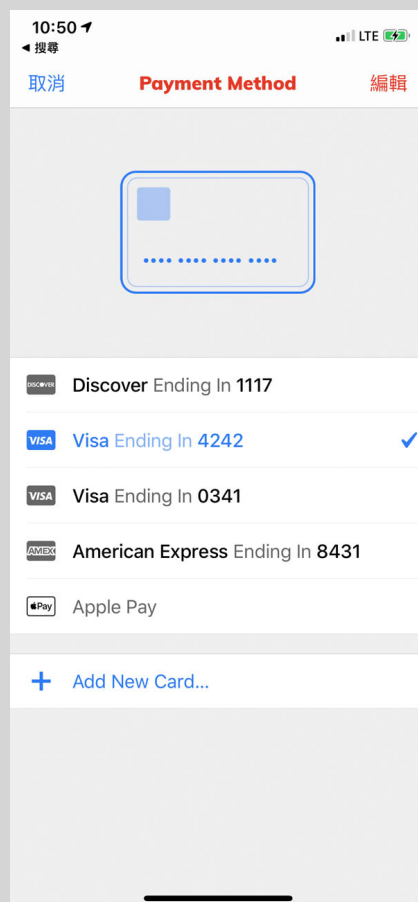 10:50
LTE
◀ 搜尋
取消 Payment Method 編輯
DISCOVER Discover Ending In 1117
VISA Visa Ending In 4242
VISA Visa Ending In 0341
AMEX American Express Ending In 8431
Pay Apple Pay
+ Add New Card...